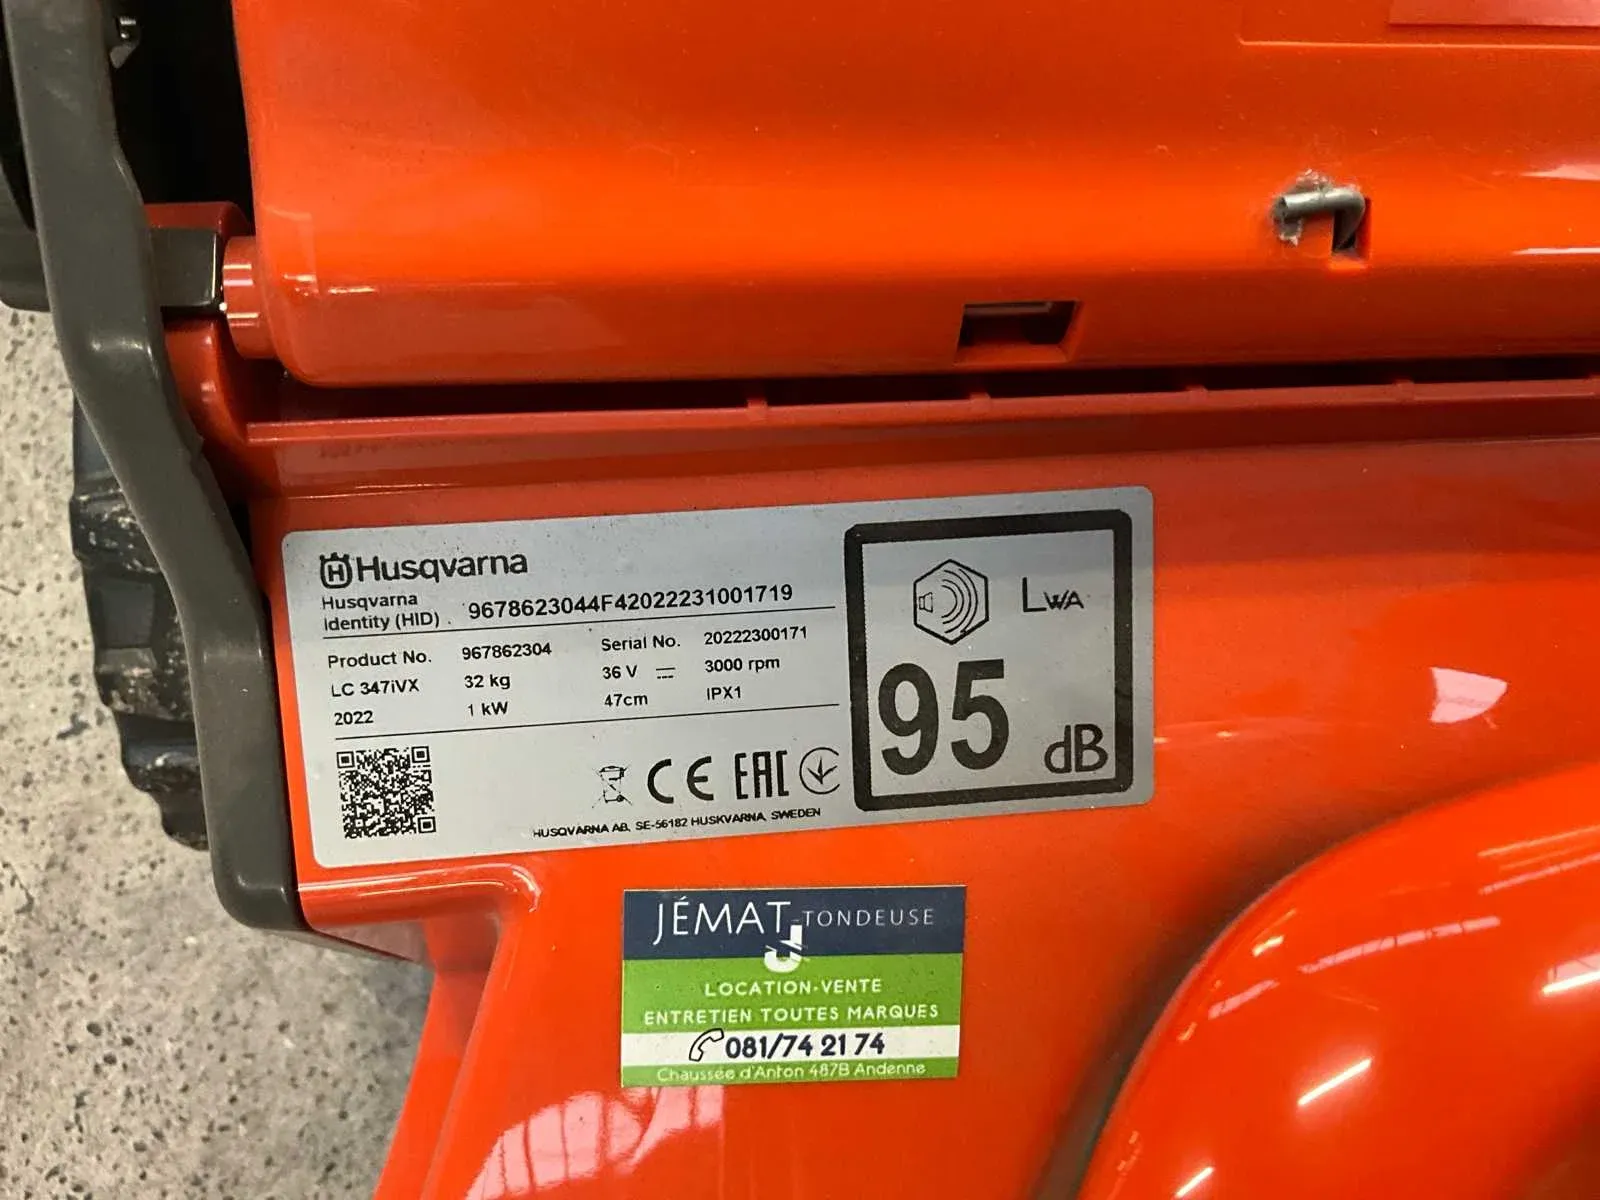 Husqvarna
Husqvarna
Identity (HID) . 9678623044F42022231001719
Product No. 967862304 Serial No. 20222300171
LC 347iVX 32 kg 36 V 3000 rpm
2022 1 kW 47cm IPX1
CE EAC
HUSQVARNA AB, SE-56182 HUSKVARNA, SWEDEN
LWA
95 dB
JÉMAT TONDEUSE
LOCATION-VENTE
ENTRETIEN TOUTES MARQUES
081/74 21 74
Chaussée d'Anton 487B Andenne